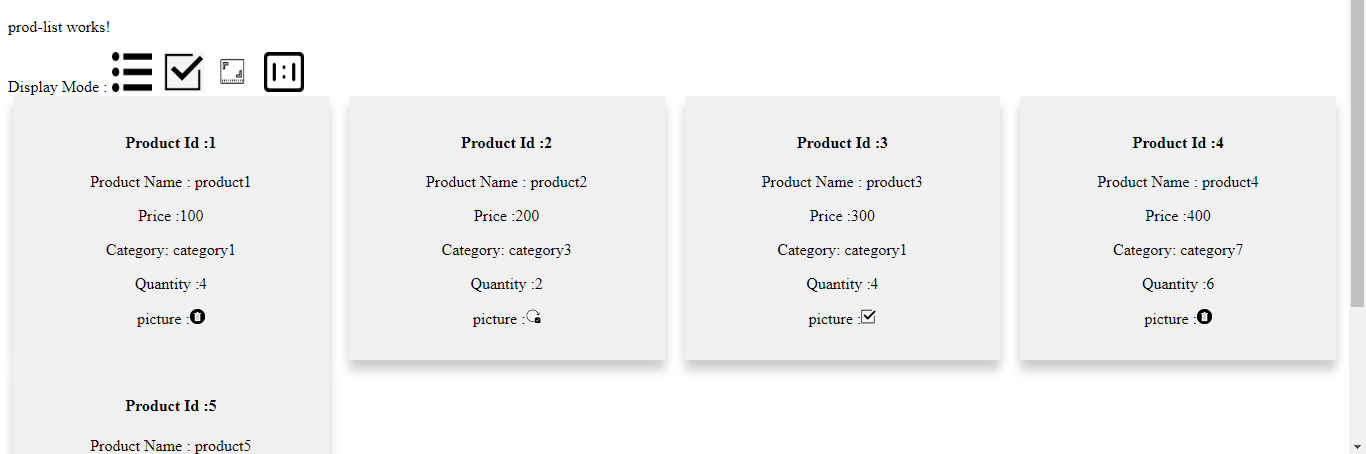 prod-list works!
Display Mode :
Product Id :1
Product Name : product1
Price :100
Category: category1
Quantity :4
picture :
Product Id :2
Product Name : product2
Price :200
Category: category3
Quantity :2
picture :
Product Id :3
Product Name : product3
Price :300
Category: category1
Quantity :4
picture :
Product Id :4
Product Name : product4
Price :400
Category: category7
Quantity :6
picture :
Product Id :5
Product Name : product5